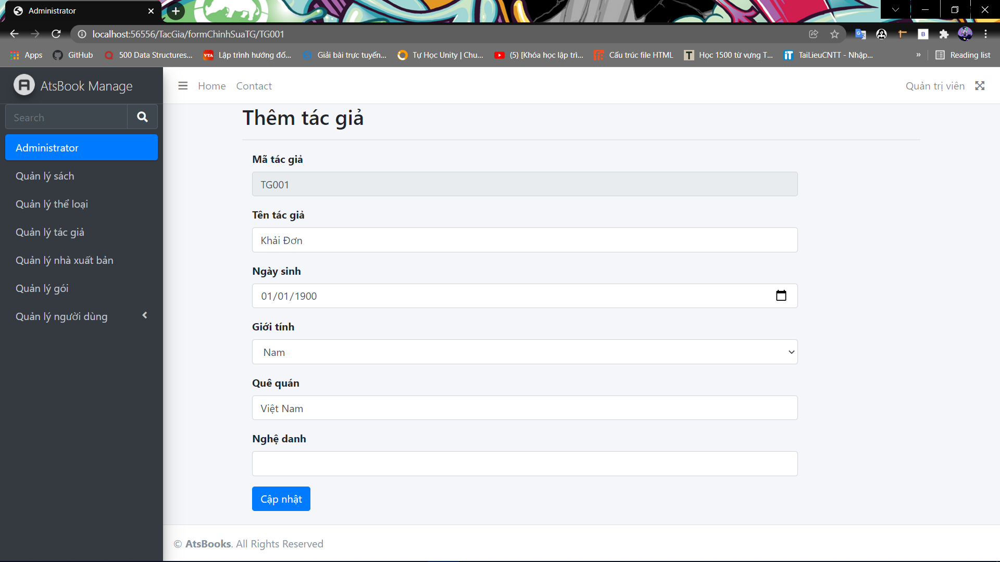 Administrator
localhost:56556/TacGia/formChinhSuaTG/TG001
Apps
GitHub
500 Data Structures...
Lập trình hướng đố...
Giải bài trực tuyến...
Tự Học Unity | Chu...
(5) [Khóa học lập trì...
Cấu trúc file HTML
Học 1500 từ vựng T...
TaiLieuCNTT - Nhập...
»
Reading list
AtsBook Manage
Home
Contact
Quản trị viên
Search
Administrator
Quản lý sách
Quản lý thể loại
Quản lý tác giả
Quản lý nhà xuất bản
Quản lý gói
Quản lý người dùng
Thêm tác giả
Mã tác giả
TG001
Tên tác giả
Khải Đơn
Ngày sinh
01/01/1900
Giới tính
Nam
Quê quán
Việt Nam
Nghệ danh
Cập nhật
© AtsBooks. All Rights Reserved